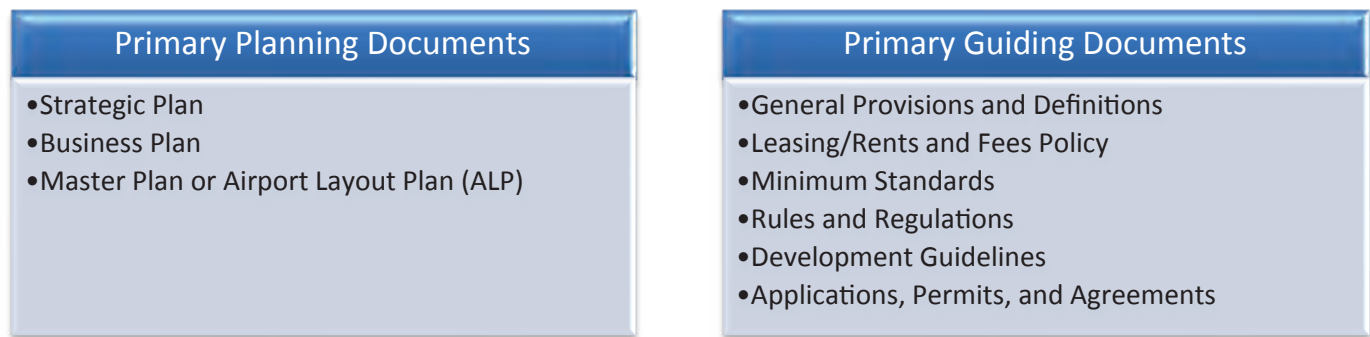 Primary Planning Documents
•Strategic Plan
•Business Plan
•Master Plan or Airport Layout Plan (ALP)
Primary Guiding Documents
•General Provisions and Definitions
•Leasing/Rents and Fees Policy
•Minimum Standards
•Rules and Regulations
•Development Guidelines
•Applications, Permits, and Agreements